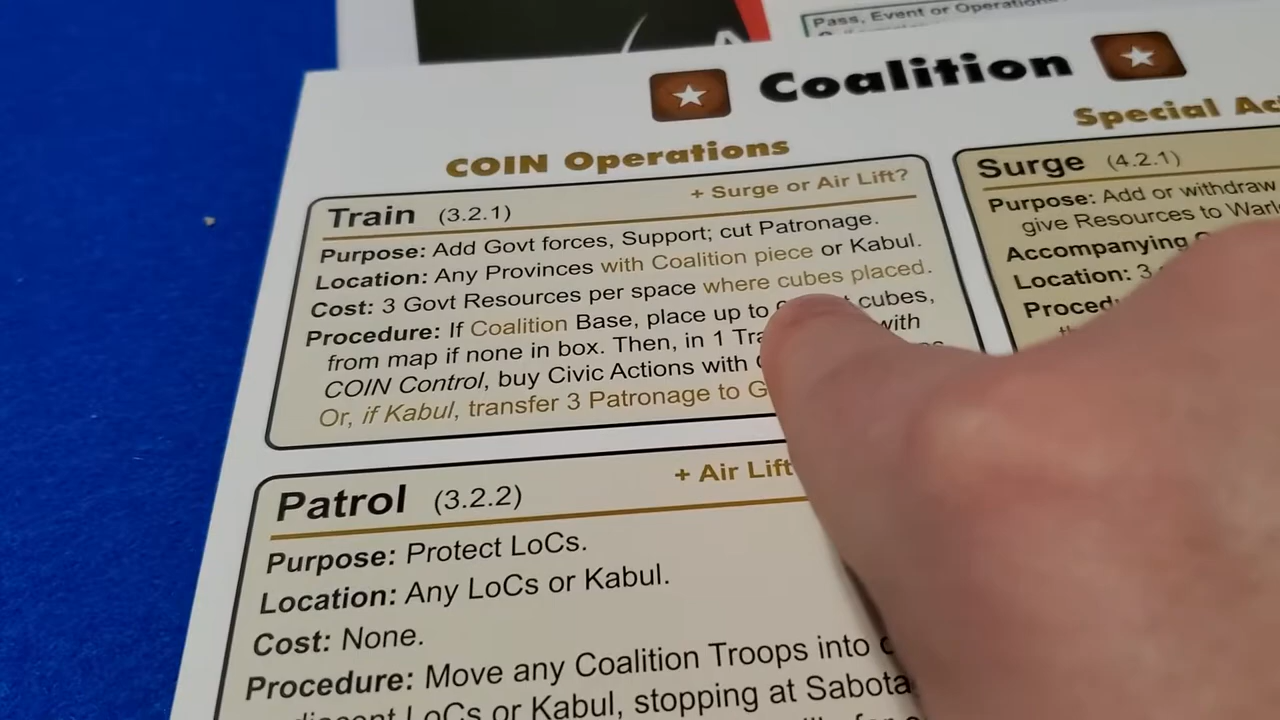 Pass, Event or Operation
Coalition
COIN Operations
Special Ac
Train (3.2.1)
+ Surge or Air Lift?
Purpose: Add Govt forces, Support; cut Patronage.
Location: Any Provinces with Coalition piece or Kabul.
Cost: 3 Govt Resources per space where cubes placed.
Procedure: If Coalition Base, place up to cubes,
from map if none in box. Then, in 1 Tra with
COIN Control, buy Civic Actions with
Or, if Kabul, transfer 3 Patronage to G
Patrol (3.2.2)
+ Air Lift
Purpose: Protect LoCs.
Location: Any LoCs or Kabul.
Cost: None.
Procedure: Move any Coalition Troops into
LoCs or Kabul, stopping at Sabota
Surge (4.2.1)
Purpose: Add or withdraw
give Resources to Warl
Accompanying
Location: 3
Proced